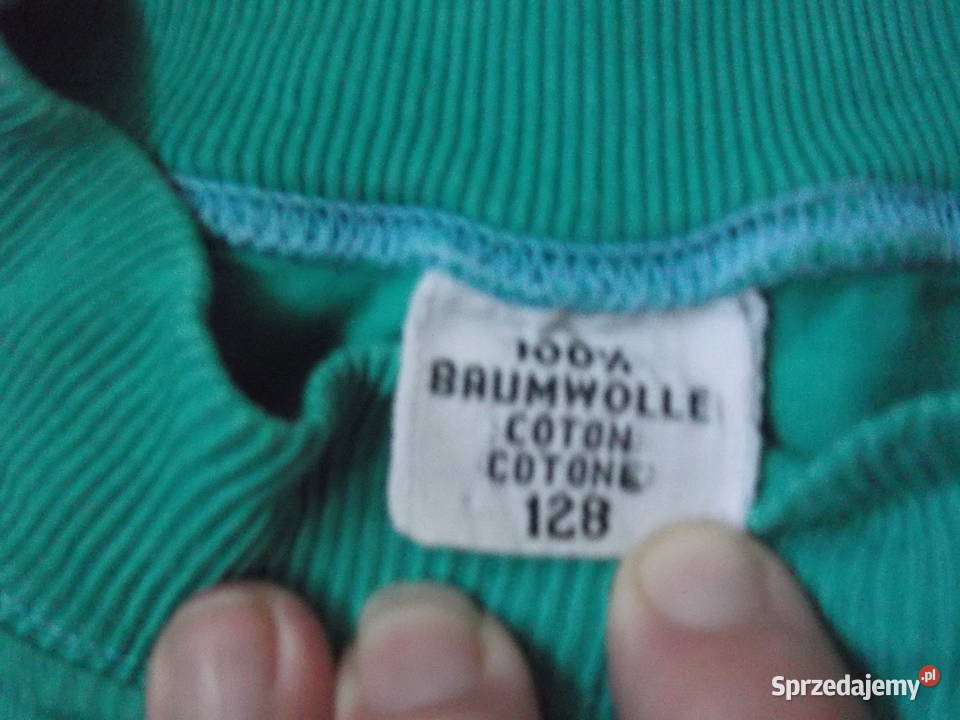 100%
BAUMWOLLE
COTON
COTONE
128
Sprzedajemy.pl